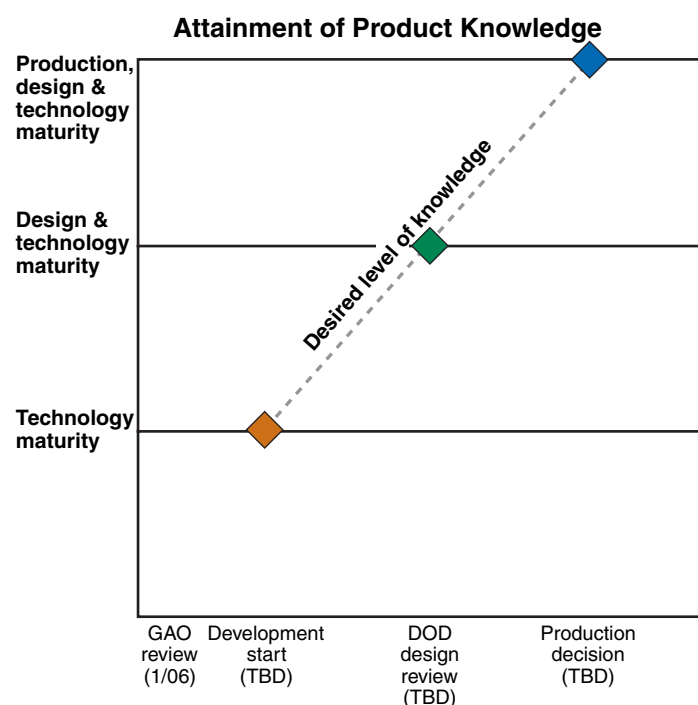 Attainment of Product Knowledge
Production,
design &
technology
maturity
Design &
technology
maturity
Technology
maturity
Desired level of knowledge
GAO
review
(1/06)
Development
start
(TBD)
DOD
design
review
(TBD)
Production
decision
(TBD)